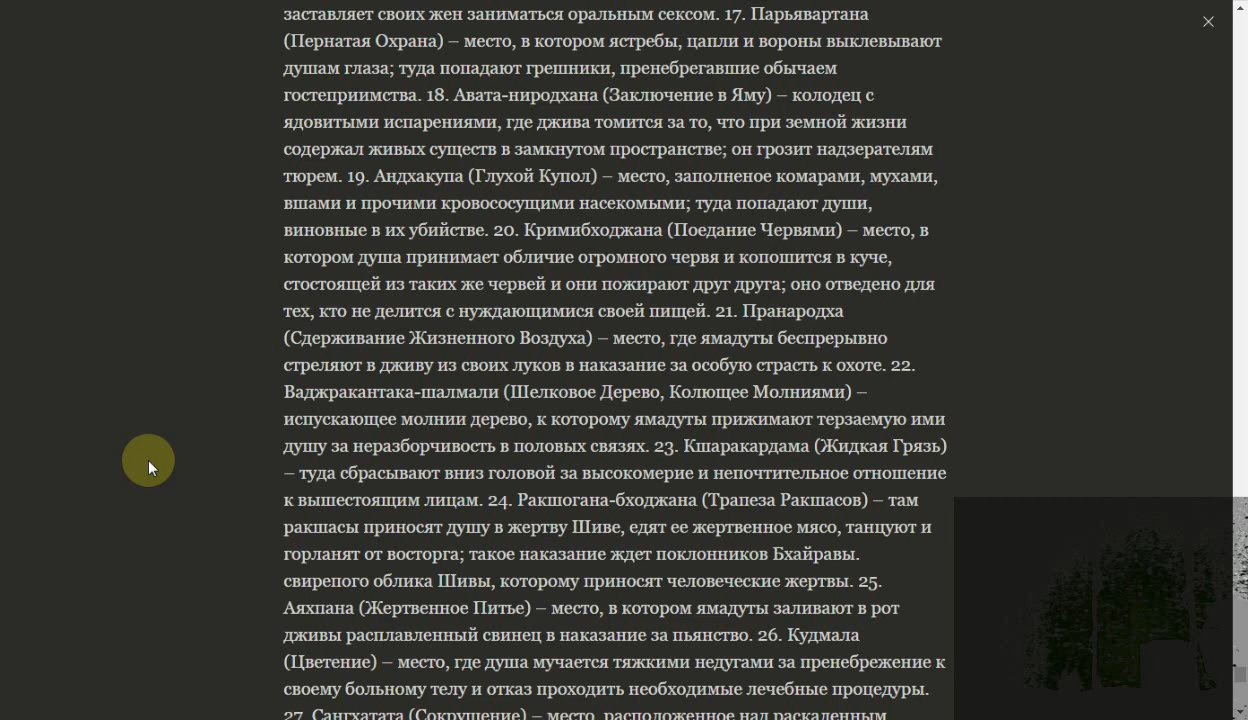 заставляет своих жен заниматься оральным сексом. 17. Парьявартана
(Пернатая Охрана) – место, в котором ястребы, цапли и вороны выклевывают
душам глаза; туда попадают грешники, пренебрегавшие обычаем
гостеприимства. 18. Авата-ниродхана (Заключение в Яму) – колодец с
ядовитыми испарениями, где джива томится за то, что при земной жизни
содержал живых существ в замкнутом пространстве; он грозит надзерателям
тюрем. 19. Андхакупа (Глухой Купол) – место, заполненое комарами, мухами,
вшами и прочими кровососущими насекомыми; туда попадают души,
виновные в их убийстве. 20. Кримибходжана (Поедание Червями) – место, в
котором душа принимает обличие огромного червя и копошится в куче,
стостоящей из таких же червей и они пожирают друг друга; оно отведено для
тех, кто не делится с нуждающимися своей пищей. 21. Пранародха
(Сдерживание Жизненного Воздуха) – место, где ямадуты беспрерывно
стреляют в дживу из своих луков в наказание за особую страсть к охоте. 22.
Ваджракантака-шалмали (Шелковое Дерево, Колющее Молниями) –
испускающее молнии дерево, к которому ямадуты прижимают терзаемую ими
душу за неразборчивость в половых связях. 23. Кшаракардама (Жидкая Грязь)
– туда сбрасывают вниз головой за высокомерие и непочтительное отношение
к вышестоящим лицам. 24. Ракшогана-бходжана (Трапеза Ракшасов) – там
ракшасы приносят душу в жертву Шиве, едят ее жертвенное мясо, танцуют и
горланят от восторга; такое наказание ждет поклонников Бхайравы.
свирепого облика Шивы, которому приносят человеческие жертвы. 25.
Аяхпана (Жертвенное Питье) – место, в котором ямадуты заливают в рот
дживы расплавленный свинец в наказание за пьянство. 26. Кудмала
(Цветение) – место, где душа мучается тяжкими недугами за пренебрежение к
своему больному телу и отказ проходить необходимые лечебные процедуры.
27. Сангхатата (Сокрушение) – место, расположенное над раскаленным